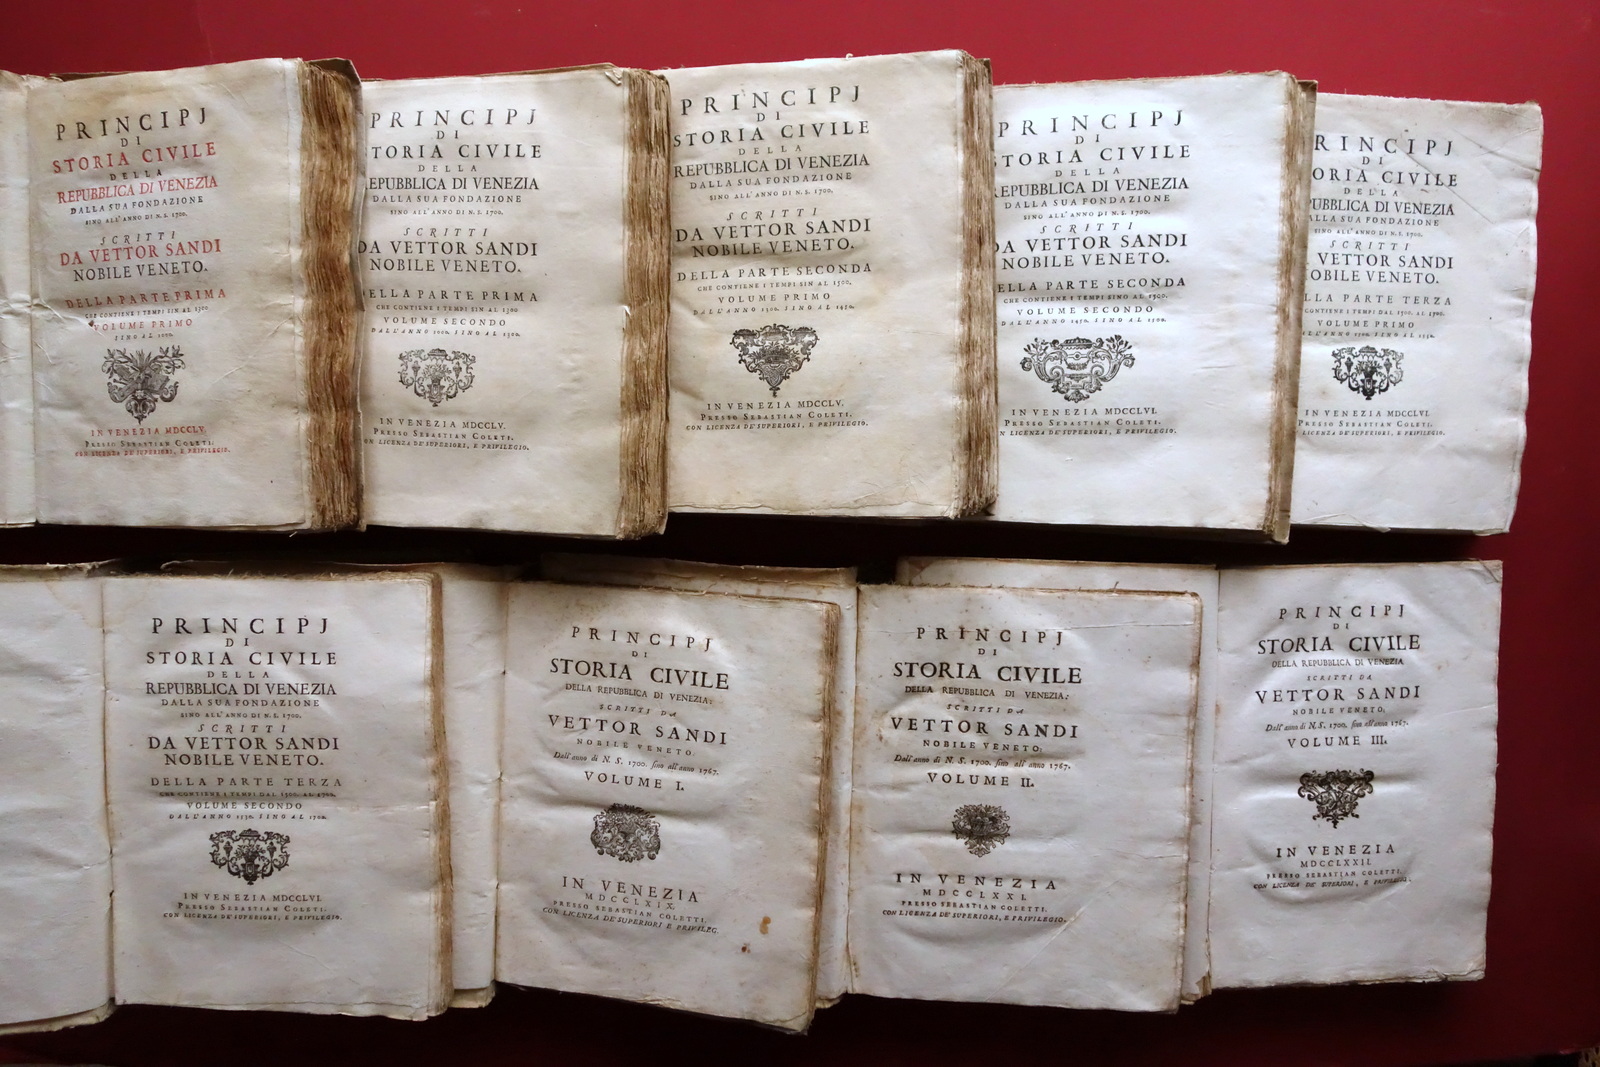 PRINCIPJ
DI
STORIA CIVILE
DELLA
REPUBBLICA DI VENEZIA
DALLA SUA FONDAZIONE
SINO ALL'ANNO DI N. S. 1700.
SCRITTI
DA VETTOR SANDI
NOBILE VENETO.
DELLA PARTE PRIMA
CHE CONTIENE I TEMPI SIN AL 1300
VOLUME PRIMO
SINO AL 1000.
IN VENEZIA MDCCLV.
PRESSO SEBASTIAN COLETI.
CON LICENZA DE' SUPERIORI, E PRIVILEGIO.
PRINCIPJ
DI
TORIA CIVILE
DELLA
REPUBBLICA DI VENEZIA
DALLA SUA FONDAZIONE
SINO ALL'ANNO DI N. S. 1700.
SCRITTI
DA VETTOR SANDI
NOBILE VENETO.
DELLA PARTE PRIMA
CHE CONTIENE I TEMPI SIN AL 1300
VOLUME SECONDO
DALL'ANNO 1000. SINO AL 1300.
IN VENEZIA MDCCLV.
PRESSO SEBASTIAN COLETI.
ON LICENZA DE' SUPERIORI, E PRIVILEGIO.
PRINCIPJ
DI
STORIA CIVILE
DELLA
REPUBBLICA DI VENEZIA
DALLA SUA FONDAZIONE
SINO ALL'ANNO DI N. S. 1700.
SCRITTI
DA VETTOR SANDI
NOBILE VENETO.
DELLA PARTE SECONDA
CHE CONTIENE I TEMPI SIN AL 1500.
VOLUME PRIMO
DALL'ANNO 1300. SINO AL 1450.
IN VENEZIA MDCCLV.
PRESSO SEBASTIAN COLETI.
CON LICENZA DE' SUPERIORI, E PRIVILEGIO.
PRINCIPJ
DI
STORIA CIVILE
DELLA
REPUBBLICA DI VENEZIA
DALLA SUA FONDAZIONE
SINO ALL'ANNO DI N. S. 1700.
SCRITTI
DA VETTOR SANDI
NOBILE VENETO.
ELLA PARTE SECONDA
CHE CONTIENE I TEMPI SINO AL 1500.
VOLUME SECONDO
DALL'ANNO 1450. SINO AL 1500.
IN VENEZIA MDCCLVI.
PRESSO SEBASTIAN COLETI.
N LICENZA DE' SUPERIORI, E PRIVILEGIO.
RINCIPJ
DI
ORIA CIVILE
DELLA
PUBBLICA DI VENEZIA
ALLA SUA FONDAZIONE
SINO ALL'ANNO DI N. S. 1700.
SCRITTI
VETTOR SANDI
OBILE VENETO.
LLA PARTE TERZA
CONTIENE I TEMPI DAL 1500. AL 1700.
VOLUME PRIMO
IN VENEZIA MDCCLVI.
PRESSO SEBASTIAN COLETI.
LICENZA DE' SUPERIORI, E PRIVILEGIO.
PRINCIPJ
DI
STORIA CIVILE
DELLA
REPUBBLICA DI VENEZIA
DALLA SUA FONDAZIONE
SINO ALL'ANNO DI N. S. 1700.
SCRITTI
DA VETTOR SANDI
NOBILE VENETO.
DELLA PARTE TERZA
CHE CONTIENE I TEMPI DAL 1500. AL 1700.
VOLUME SECONDO
DALL'ANNO 1530. SINO AL 1700.
IN VENEZIA MDCCLVI.
PRESSO SEBASTIAN COLETI.
CON LICENZA DE' SUPERIORI, E PRIVILEGIO.
PRINCIPJ
DI
STORIA CIVILE
DELLA REPUBBLICA DI VENEZIA:
SCRITTI DA
VETTOR SANDI
NOBILE VENETO.
Dall'anno di N. S. 1700. sino all'anno 1767.
VOLUME I.
IN VENEZIA
MDCCLXIX.
PRESSO SEBASTIAN COLETTI.
CON LICENZA DE' SUPERIORI E PRIVILEG.
PRINCIPJ
DI
STORIA CIVILE
DELLA REPUBBLICA DI VENEZIA:
SCRITTI DA
VETTOR SANDI
NOBILE VENETO:
Dall'anno di N. S. 1700. sino all'anno 1767.
VOLUME II.
IN VENEZIA
MDCCLXXI.
PRESSO SEBASTIAN COLETTI.
CON LICENZA DE' SUPERIORI, E PRIVILEGIO.
PRINCIPJ
DI
STORIA CIVILE
DELLA REPUBBLICA DI VENEZIA
SCRITTI DA
VETTOR SANDI
NOBILE VENETO:
Dall'anno di N. S. 1700. sino all'anno 1767.
VOLUME III.
IN VENEZIA
MDCCLXXII.
PRESSO SEBASTIAN COLETTI.
CON LICENZA DE' SUPERIORI, E PRIVILEGIO.